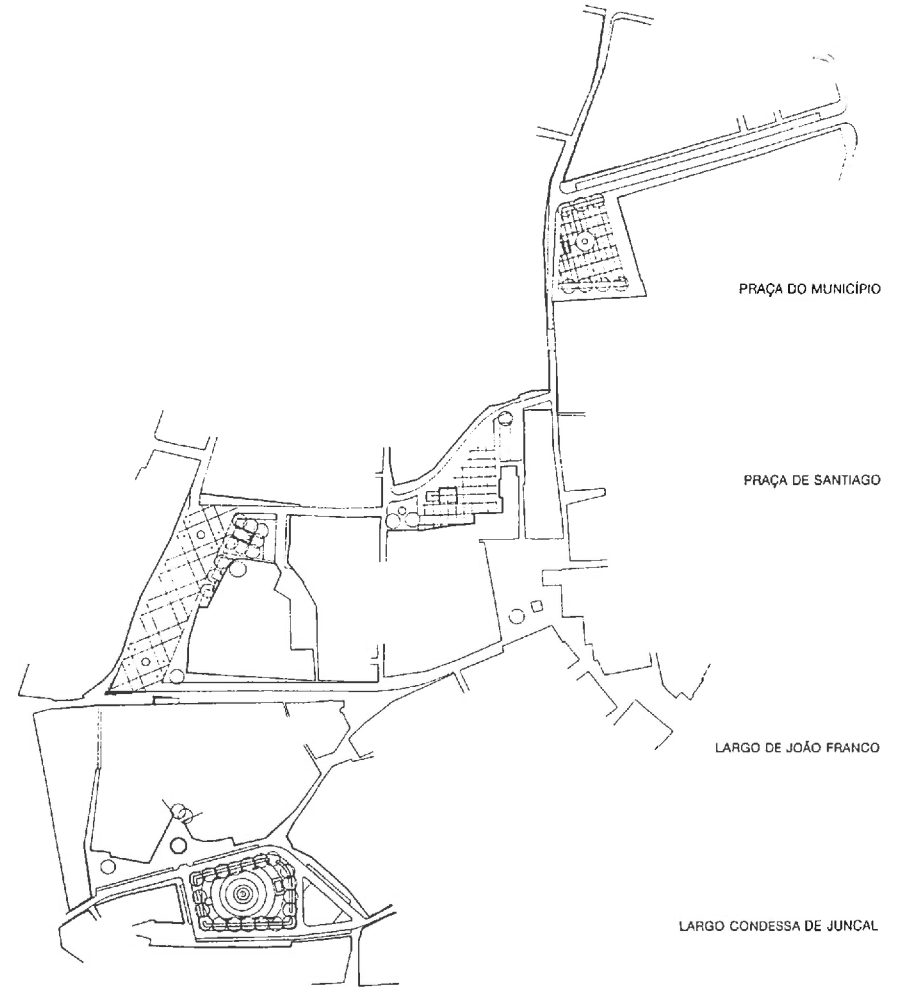 PRAÇA DO MUNICÍPIO
PRAÇA DE SANTIAGO
LARGO DE JOÃO FRANCO
LARGO CONDESSA DE JUNCAL